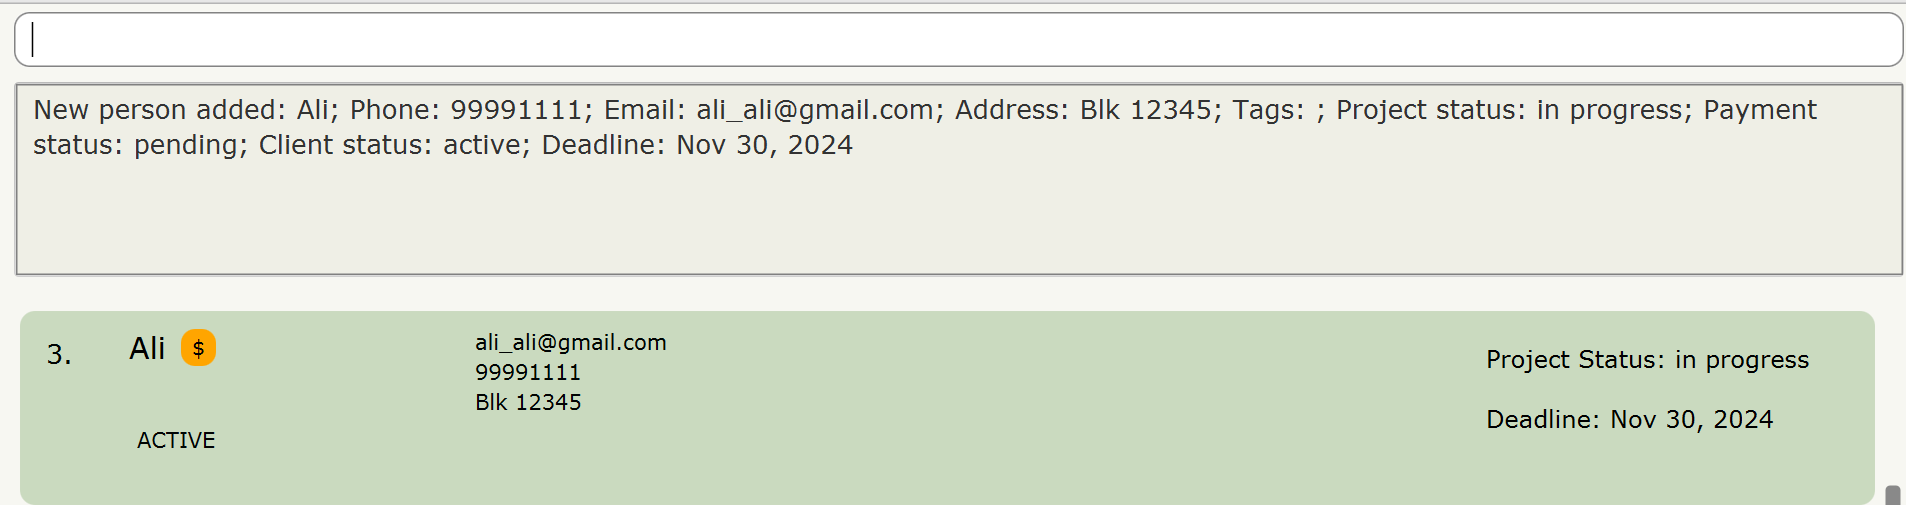 New person added: Ali; Phone: 99991111; Email: ali_ali@gmail.com; Address: Blk 12345; Tags: ; Project status: in progress; Payment
status: pending; Client status: active; Deadline: Nov 30, 2024
3.
Ali $
ACTIVE
ali_ali@gmail.com
99991111
Blk 12345
Project Status: in progress
Deadline: Nov 30, 2024